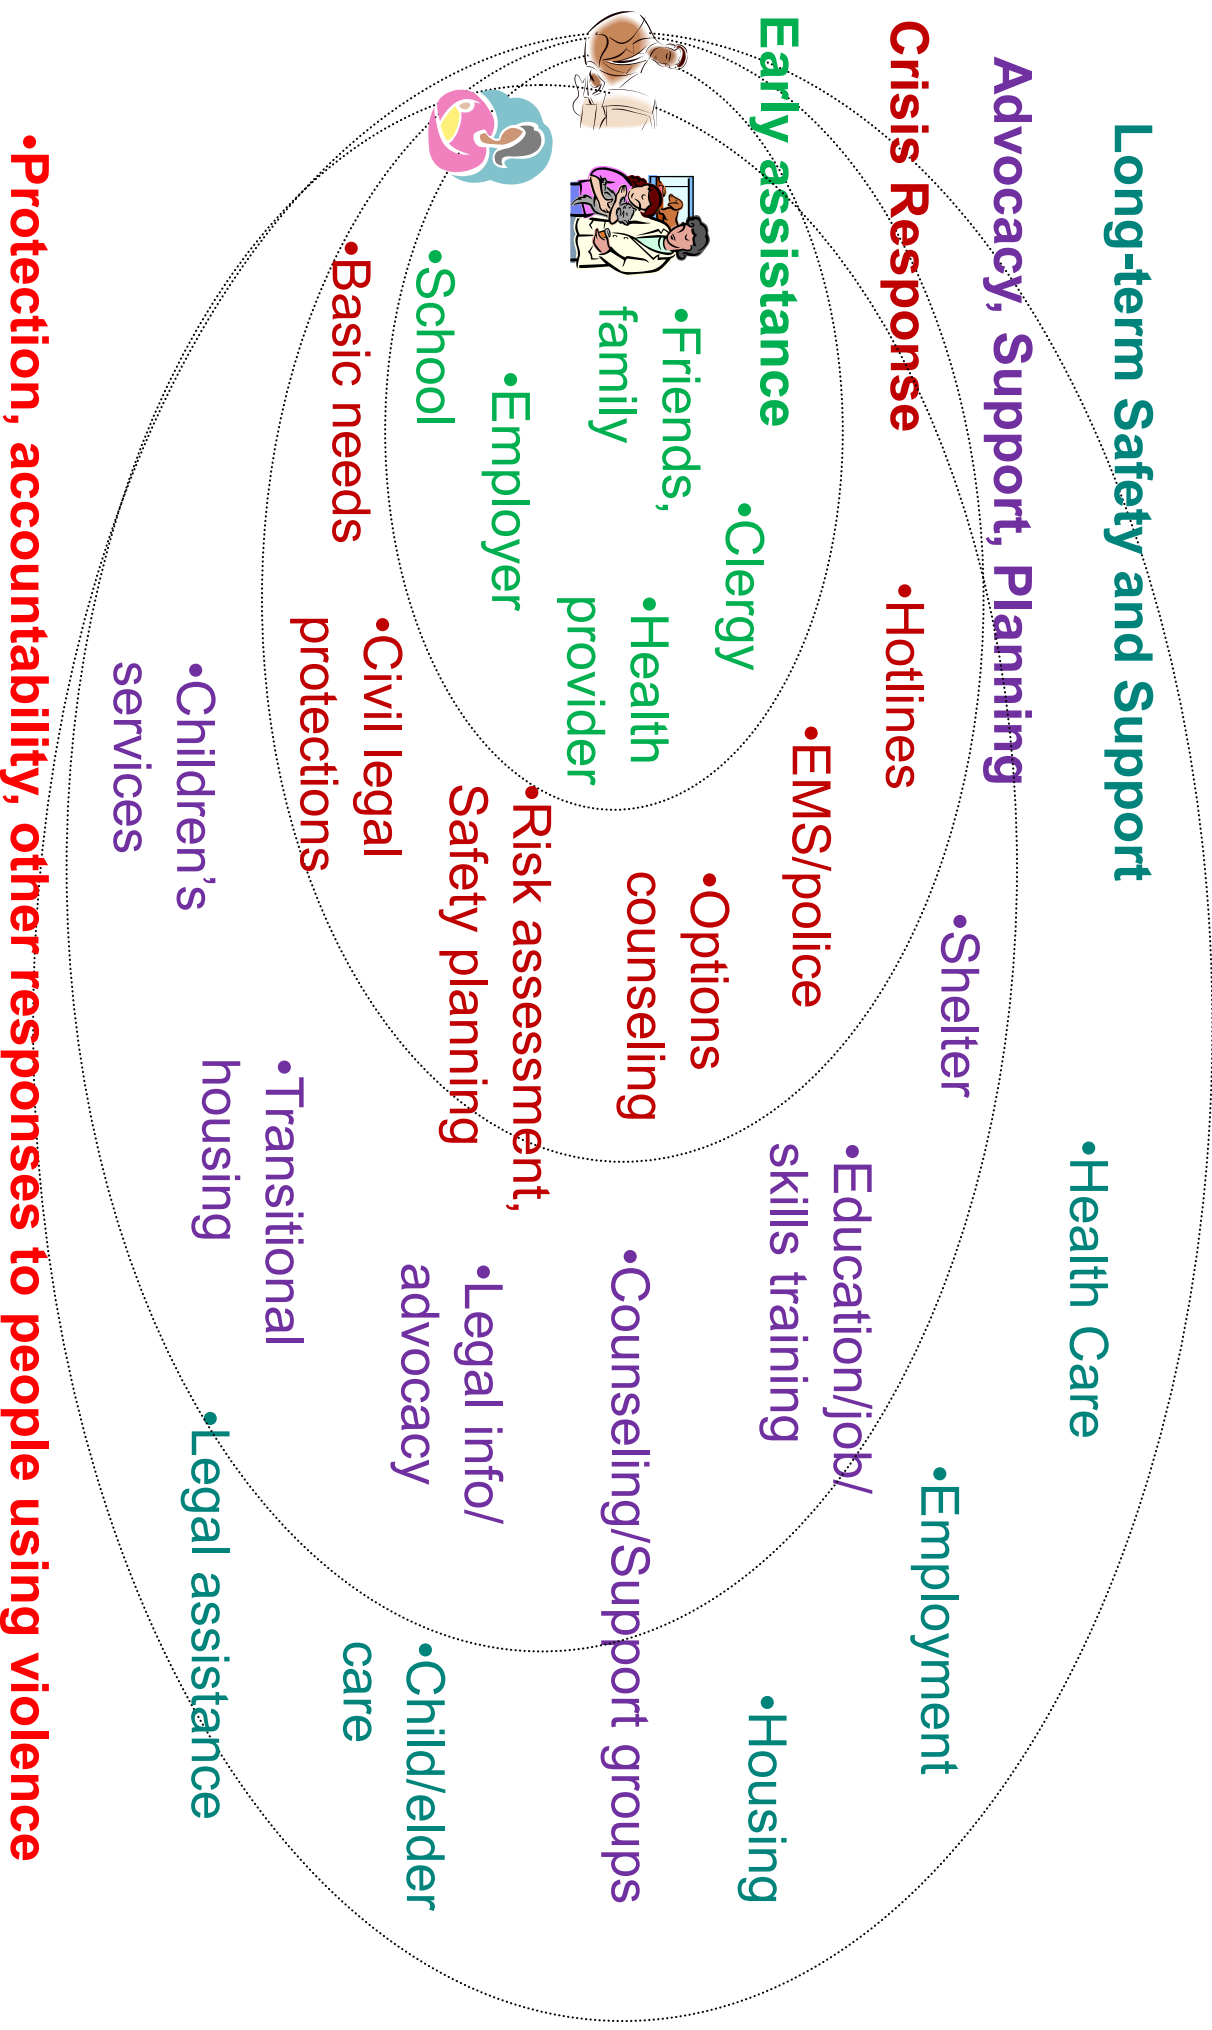 Long-term Safety and Support
Advocacy, Support, Planning
Crisis Response
Early assistance
•Friends,
family
•Clergy
•Health
provider
•Employer
•School
•Hotlines
•EMS/police
•Options
counseling
•Risk assessment,
Safety planning
•Civil legal
protections
•Basic needs
•Shelter
•Education/job/
skills training
•Counseling/Support groups
•Legal info/
advocacy
•Transitional
housing
•Children’s
services
•Health Care
•Employment
•Housing
•Child/elder
care
•Legal assistance
•Protection, accountability, other responses to people using violence